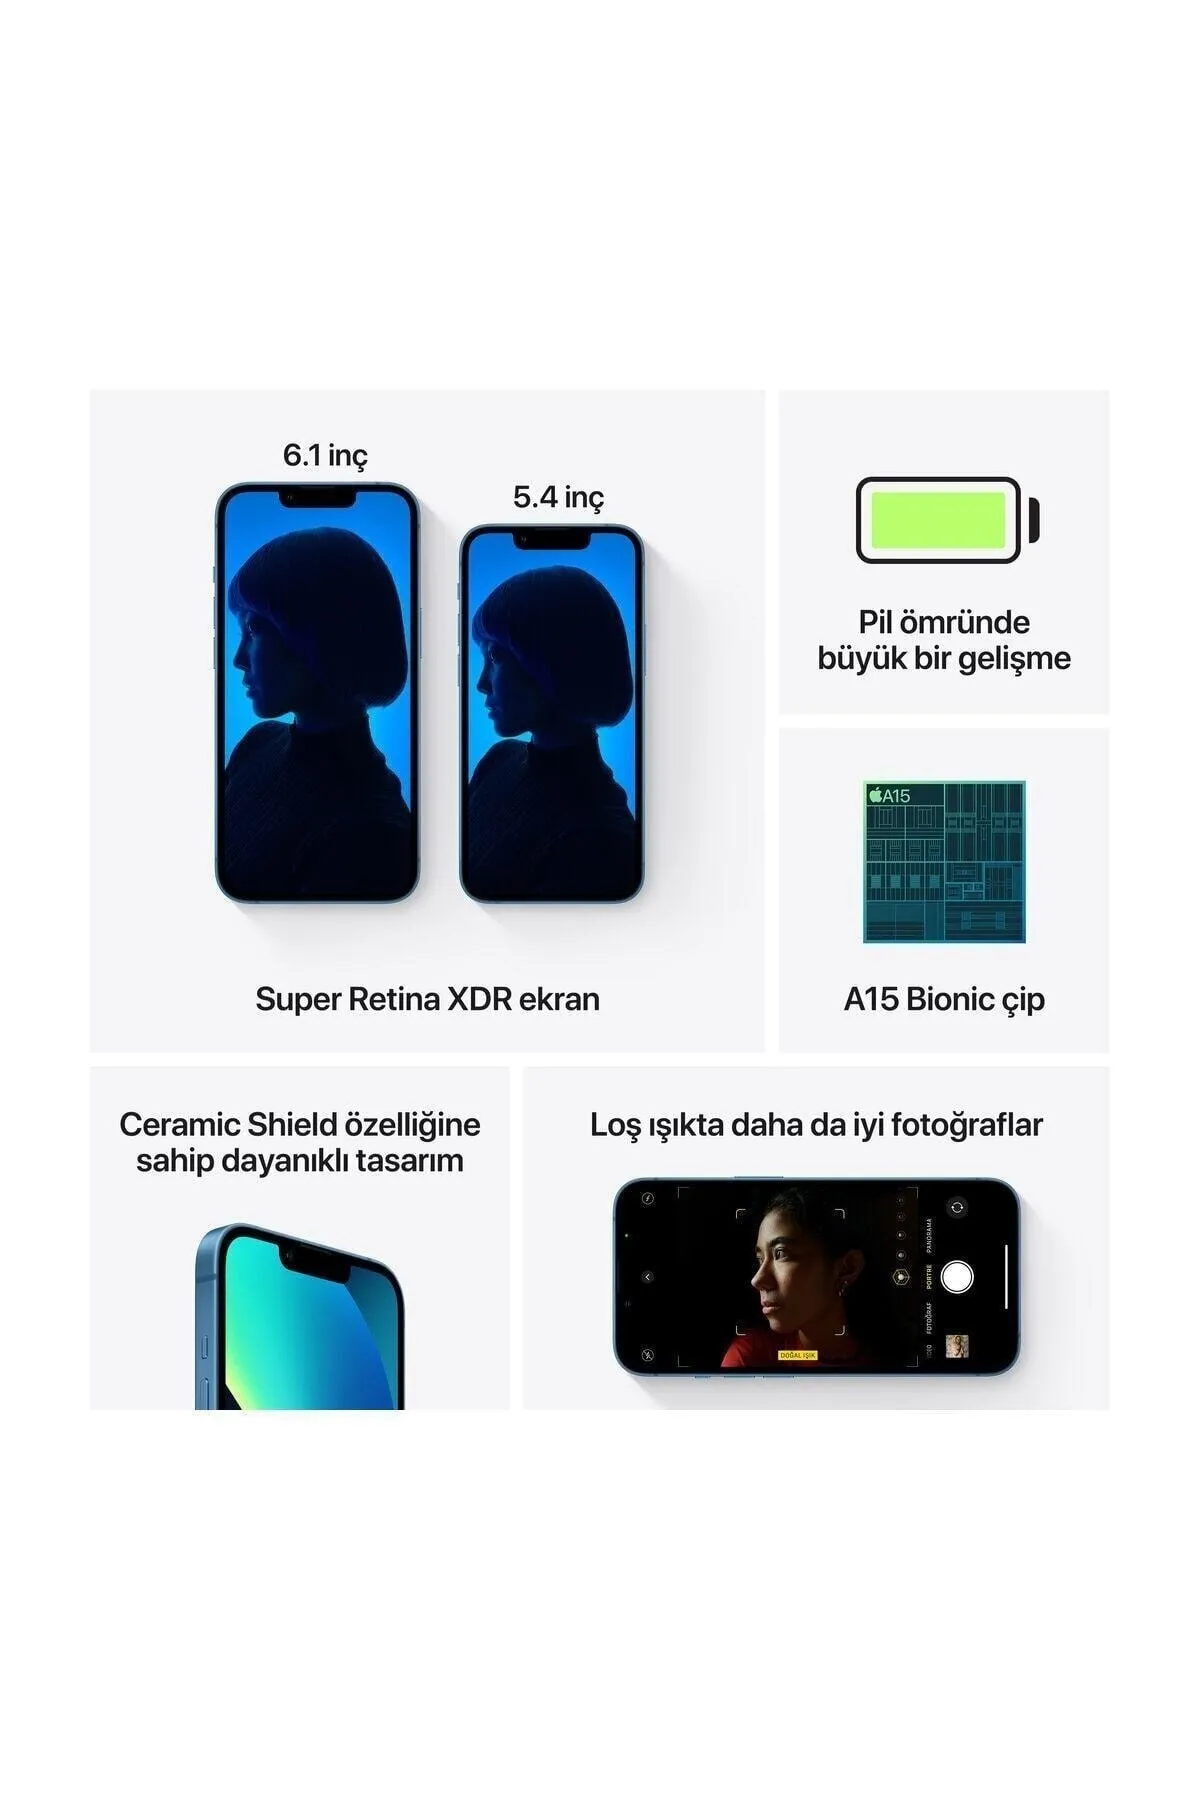 6.1 inç
5.4 inç
Super Retina XDR ekran
Pil ömründe
büyük bir gelişme
A15
A15 Bionic çip
Ceramic Shield özelliğine
sahip dayanıklı tasarım
Loş ışıkta daha da iyi fotoğraflar
PANORAMA
PORTRE
FOTOĞRAF
DOĞAL IŞIK